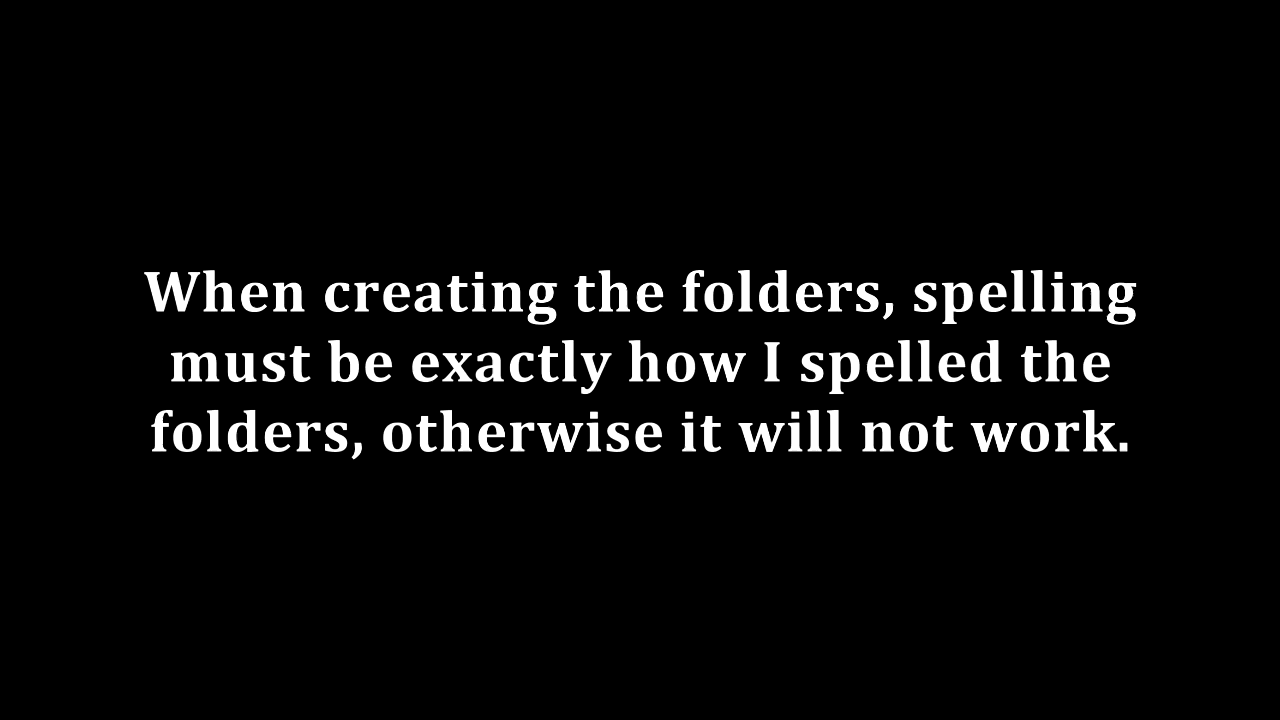 When creating the folders, spelling
must be exactly how I spelled the
folders, otherwise it will not work.